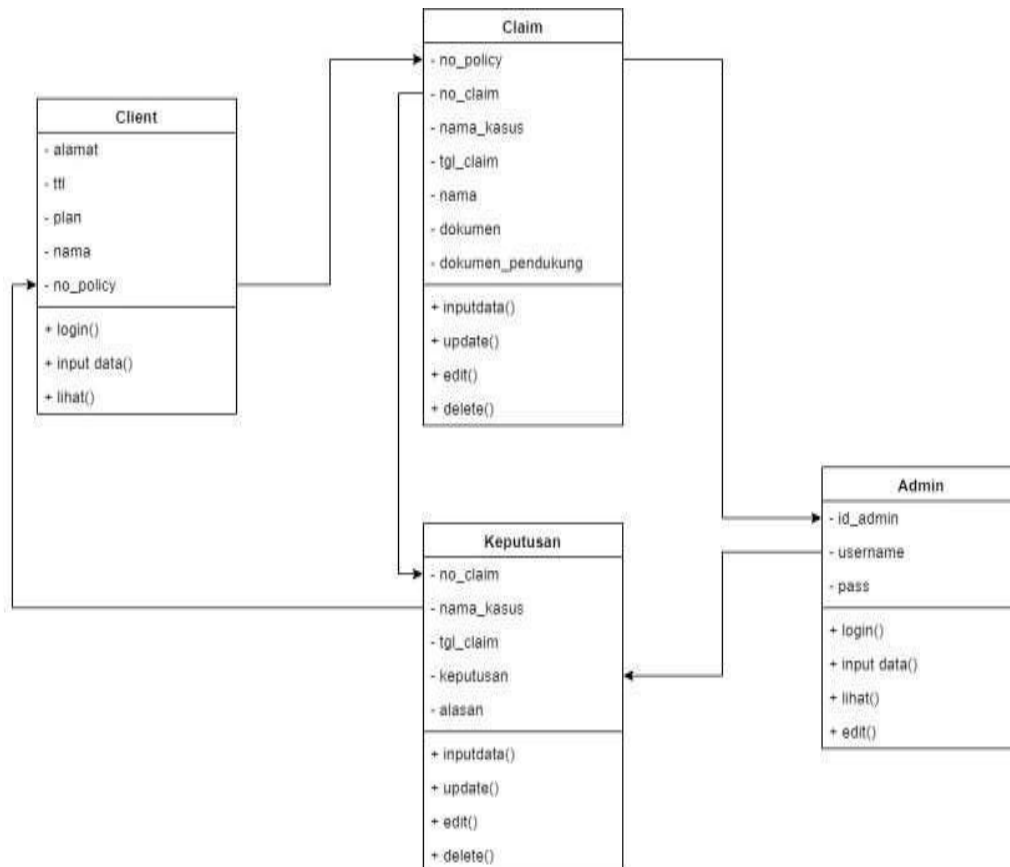 Client
- alamat
- ttl
- plan
- nama
- no_policy
+ login()
+ input data()
+ lihat()
Claim
- no_policy
- no_claim
- nama_kasus
- tgl_claim
- nama
- dokumen
- dokumen_pendukung
+ inputdata()
+ update()
+ edit()
+ delete()
Keputusan
- no_claim
- nama_kasus
- tgl_claim
- keputusan
- alasan
+ inputdata()
+ update()
+ edit()
+ delete()
Admin
- id_admin
- username
- pass
+ login()
+ input data()
+ lihat()
+ edit()